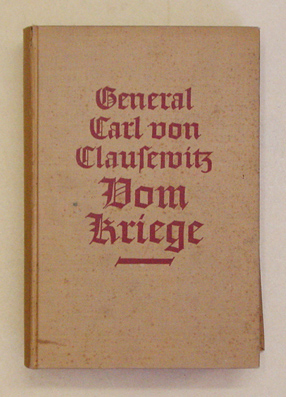 General
Carl von
Clauſewitz
Vom
Kriege